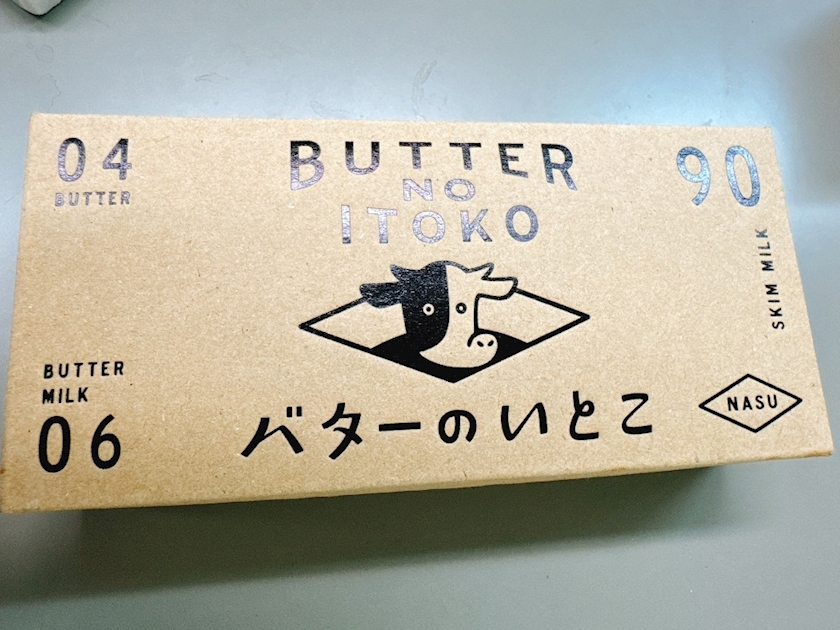 04
BUTTER
BUTTER
NO
ITOKO
90
SKIM MILK
BUTTER
MILK
06
バターのいとこ
NASU